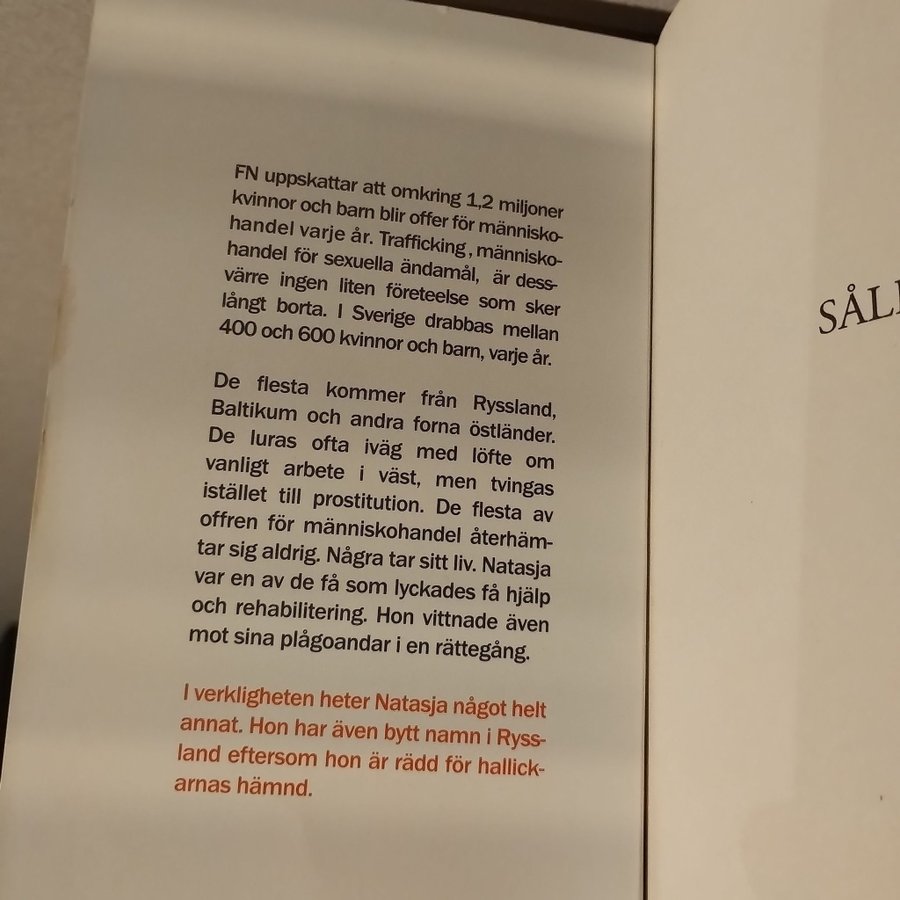 FN uppskattar att omkring 1,2 miljoner
kvinnor och barn blir offer för människo-
handel varje år. Trafficking, människo-
handel för sexuella ändamål, är dess-
värre ingen liten företeelse som sker
långt borta. I Sverige drabbas mellan
400 och 600 kvinnor och barn, varje år.
De flesta kommer från Ryssland,
Baltikum och andra forna östländer.
De luras ofta iväg med löfte om
vanligt arbete i väst, men tvingas
istället till prostitution. De flesta av
offren för människohandel återhäm-
tar sig aldrig. Några tar sitt liv. Natasja
var en av de få som lyckades få hjälp
och rehabilitering. Hon vittnade även
mot sina plågoandar i en rättegång.
I verkligheten heter Natasja något helt
annat. Hon har även bytt namn i Ryss-
land eftersom hon är rädd för hallick-
arnas hämnd.